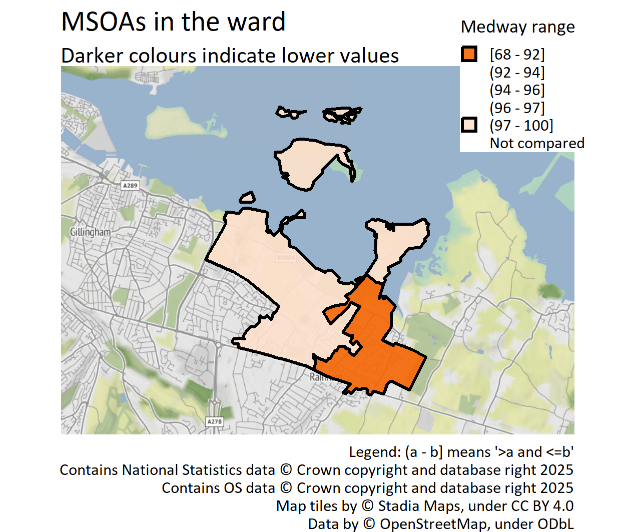 MSOAs in the ward
Darker colours indicate lower values
Medway range
[68 - 92]
(92 - 94]
(94 - 96]
(96 - 97]
(97 - 100]
Not compared
A289
Gillingham
A278
Legend: (a - b] means '>a and <=b'
Contains National Statistics data © Crown copyright and database right 2025
Contains OS data © Crown copyright and database right 2025
Map tiles by © Stadia Maps, under CC BY 4.0
Data by © OpenStreetMap, under ODbL